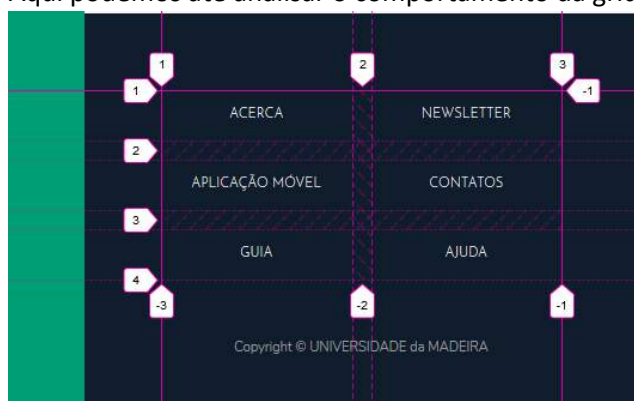 Aqui podemos até analisar o comportamento da grid
1 2 3
1 -1
ACERCA NEWSLETTER
2
APLICAÇÃO MÓVEL CONTATOS
3
GUIA AJUDA
4
-3 -2 -1
Copyright © UNIVERSIDADE da MADEIRA